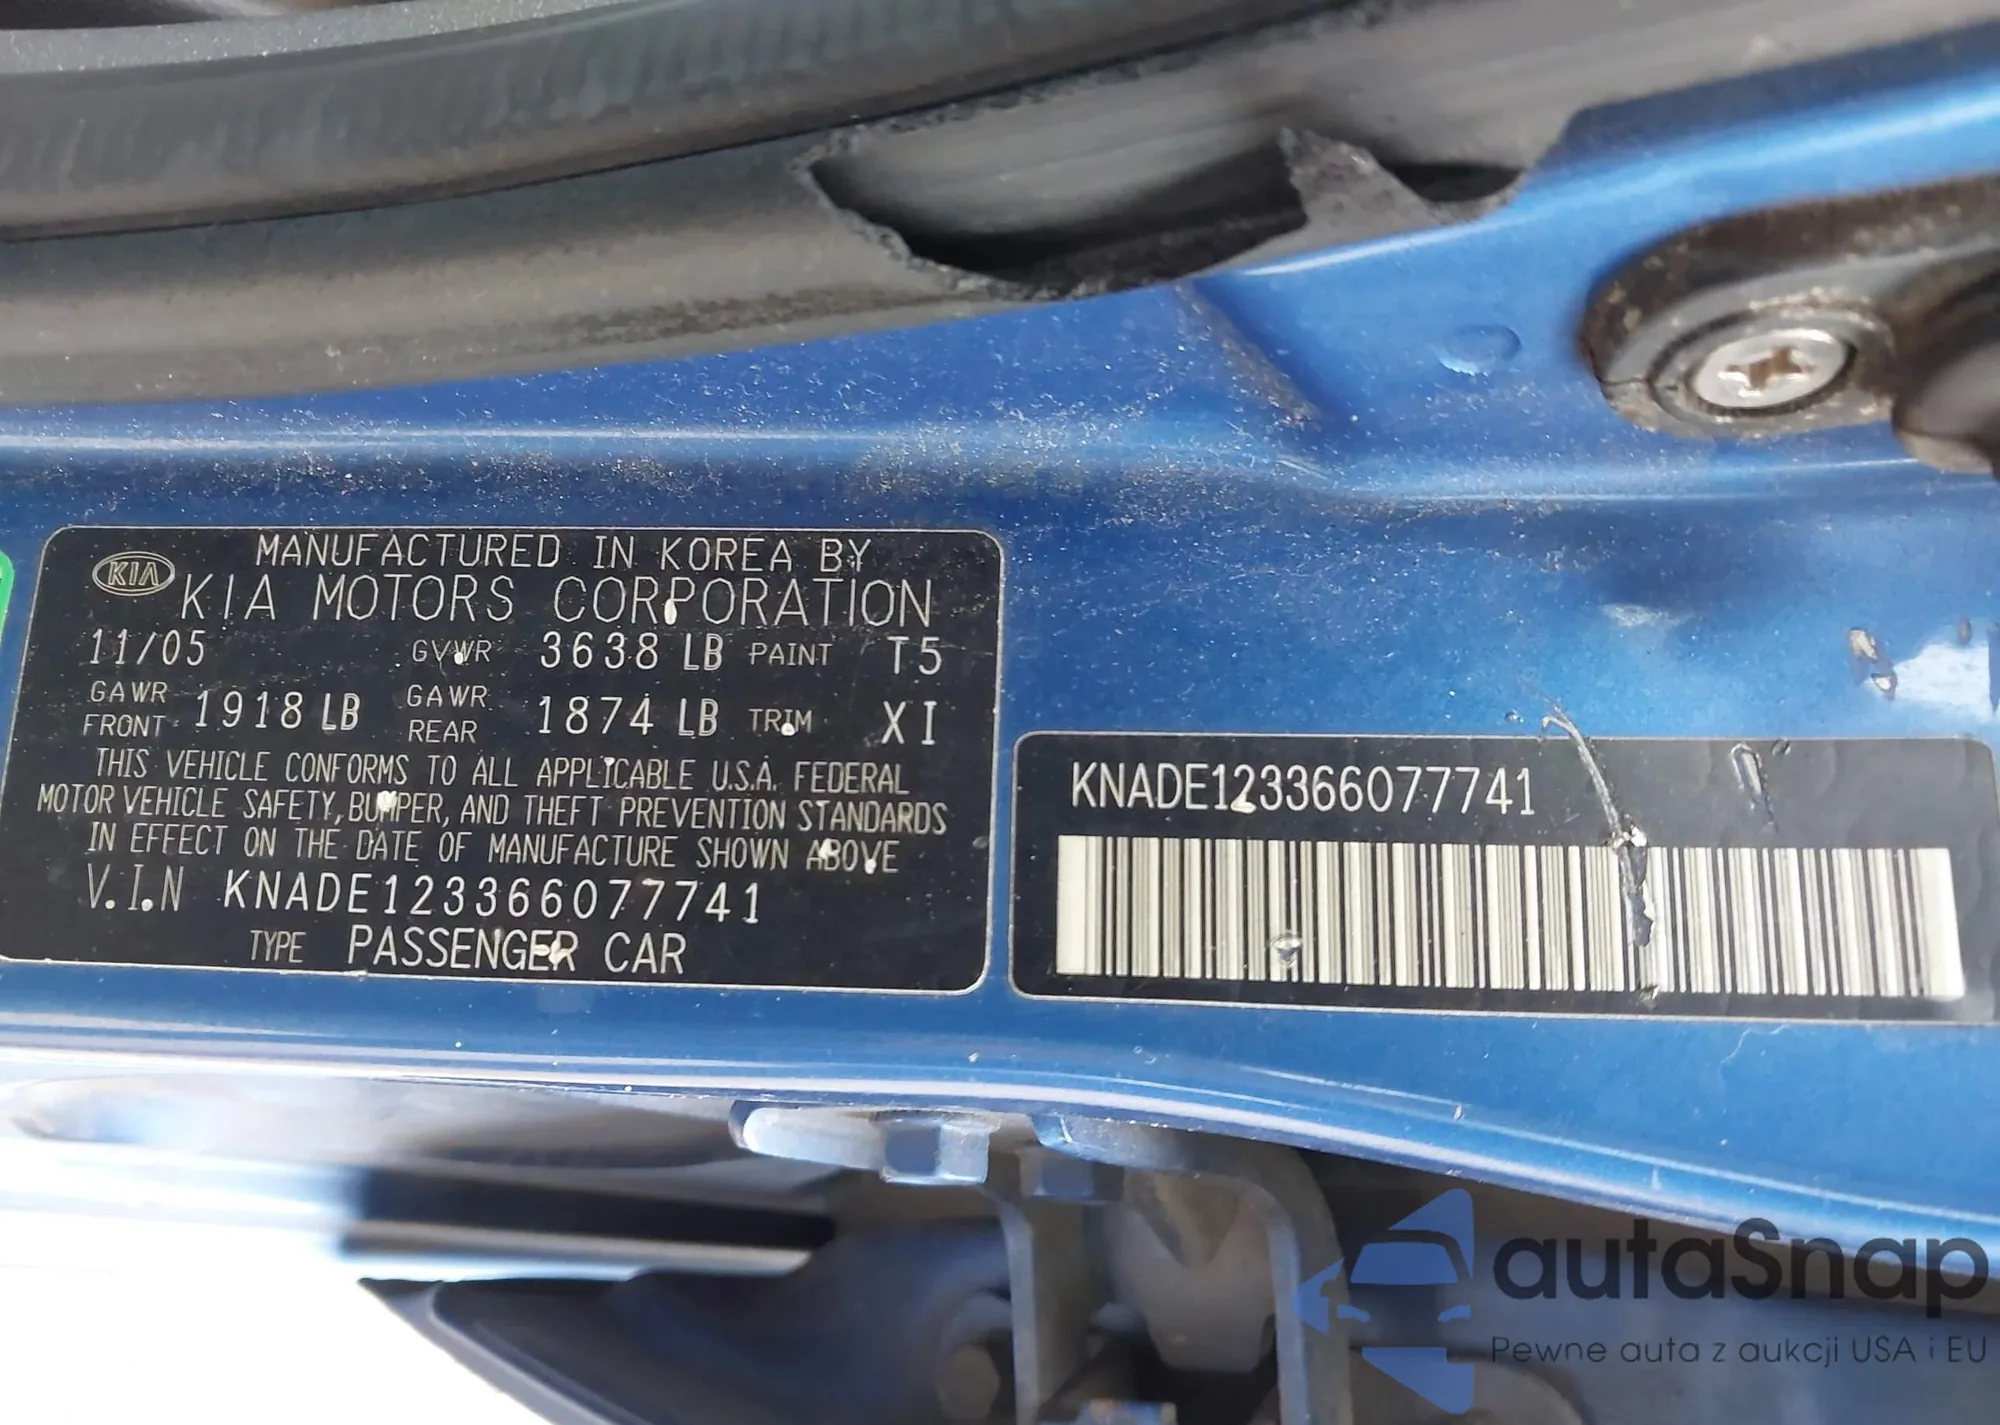 KIA
MANUFACTURED IN KOREA BY
KIA MOTORS CORPORATION
11/05 GVWR 3638 LB PAINT T5
GAWR FRONT 1918 LB GAWR REAR 1874 LB TRIM XI
THIS VEHICLE CONFORMS TO ALL APPLICABLE U.S.A. FEDERAL
MOTOR VEHICLE SAFETY, BUMPER, AND THEFT PREVENTION STANDARDS
IN EFFECT ON THE DATE OF MANUFACTURE SHOWN ABOVE
V.I.N KNADE123366077741
TYPE PASSENGER CAR
KNADE123366077741
autaSnap
Pewne auta z aukcji USA i EU